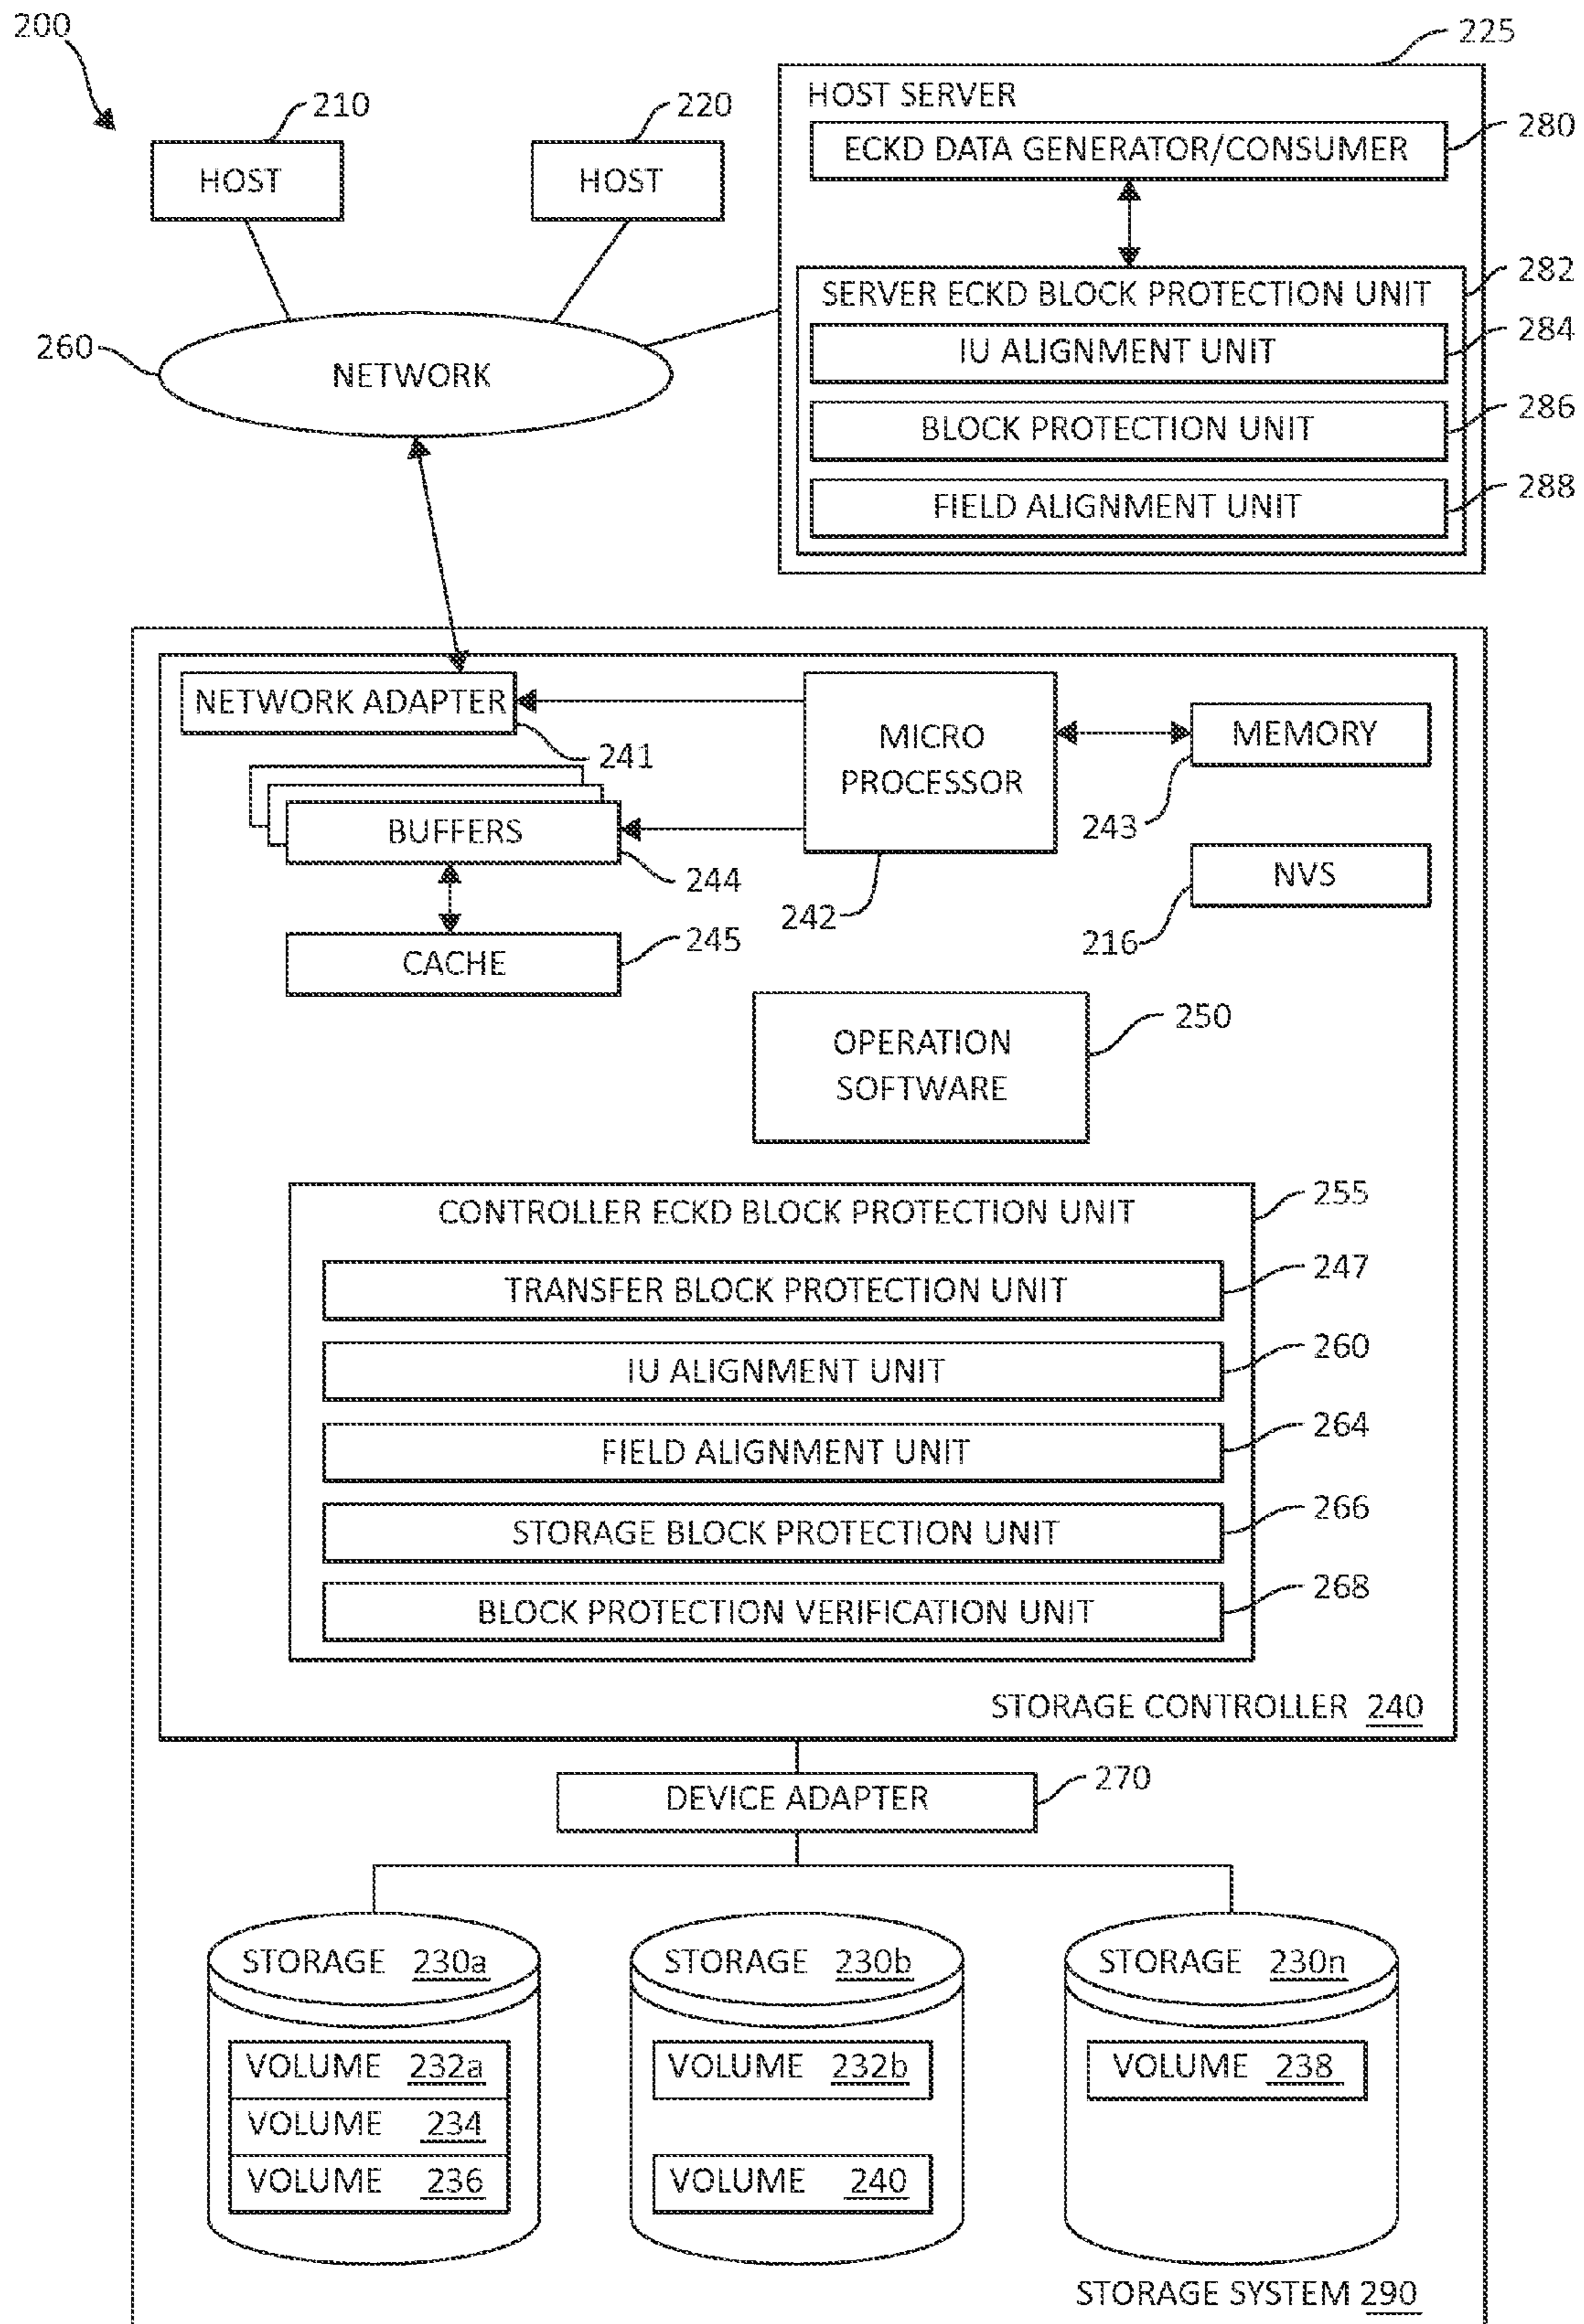 200
225
210
220
HOST SERVER
HOST
HOST
ECKD DATA GENERATOR/CONSUMER
280
282
SERVER ECKD BLOCK PROTECTION UNIT
IU ALIGNMENT UNIT
284
BLOCK PROTECTION UNIT
286
FIELD ALIGNMENT UNIT
288
260
NETWORK
NETWORK ADAPTER
241
MICRO
PROCESSOR
242
MEMORY
243
BUFFERS
244
NVS
216
CACHE
245
OPERATION
SOFTWARE
250
CONTROLLER ECKD BLOCK PROTECTION UNIT
255
TRANSFER BLOCK PROTECTION UNIT
247
IU ALIGNMENT UNIT
260
FIELD ALIGNMENT UNIT
264
STORAGE BLOCK PROTECTION UNIT
266
BLOCK PROTECTION VERIFICATION UNIT
268
STORAGE CONTROLLER 240
DEVICE ADAPTER
270
STORAGE 230a
VOLUME 232a
VOLUME 234
VOLUME 236
STORAGE 230b
VOLUME 232b
VOLUME 240
STORAGE 230n
VOLUME 238
STORAGE SYSTEM 290